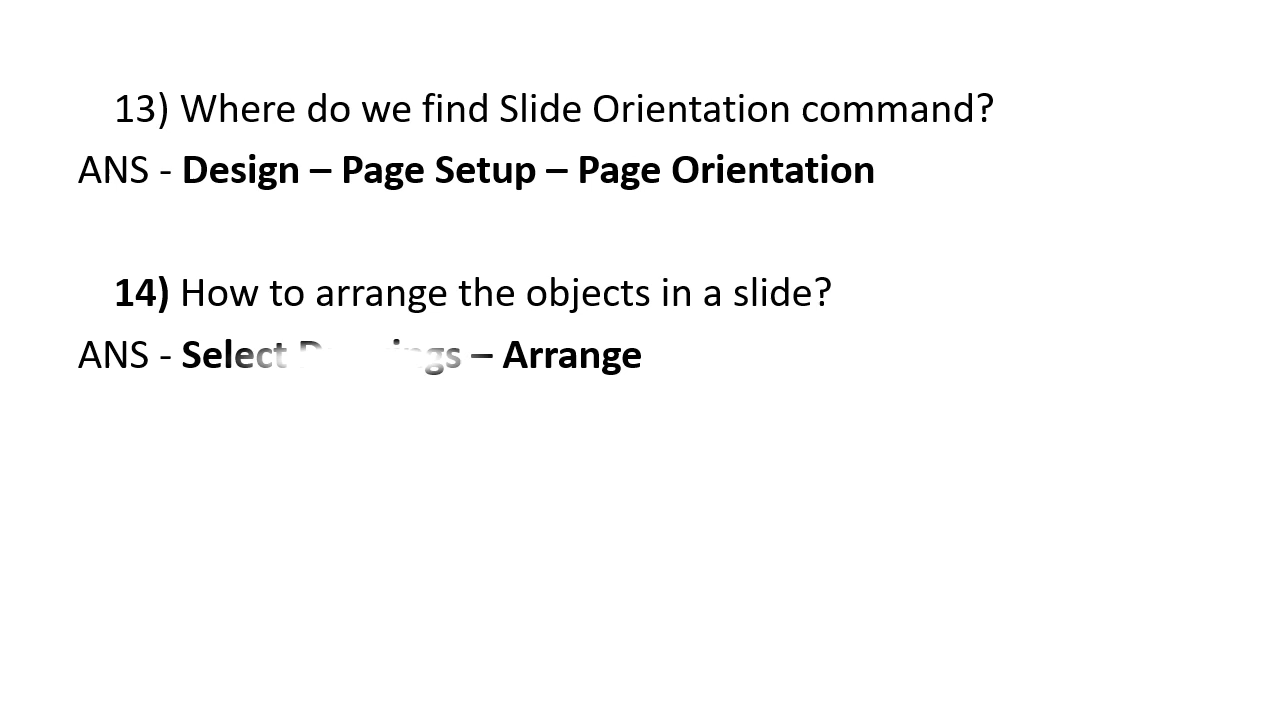 13) Where do we find Slide Orientation command?
ANS - Design – Page Setup – Page Orientation
14) How to arrange the objects in a slide?
ANS - Select – Arrange